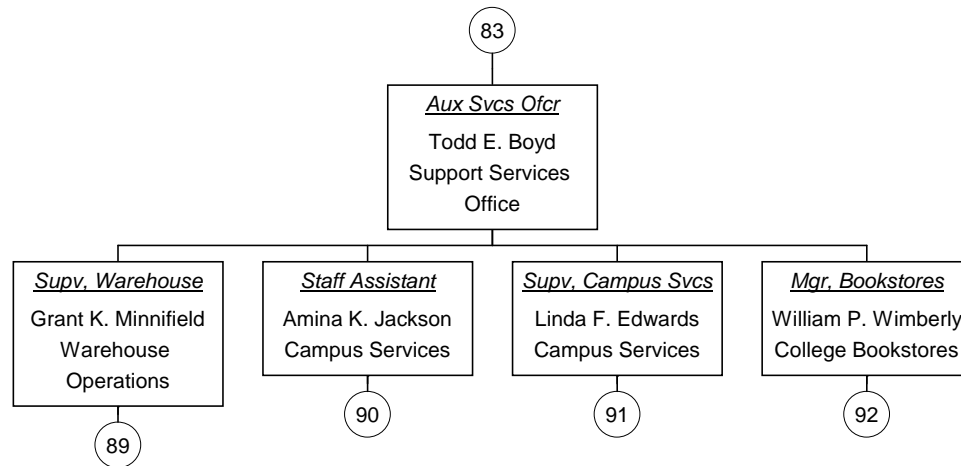 83
Aux Svcs Ofcr
Todd E. Boyd
Support Services
Office
Supv, Warehouse
Grant K. Minnifield
Warehouse
Operations
89
Staff Assistant
Amina K. Jackson
Campus Services
90
Supv, Campus Svcs
Linda F. Edwards
Campus Services
91
Mgr, Bookstores
William P. Wimberly
College Bookstores
92